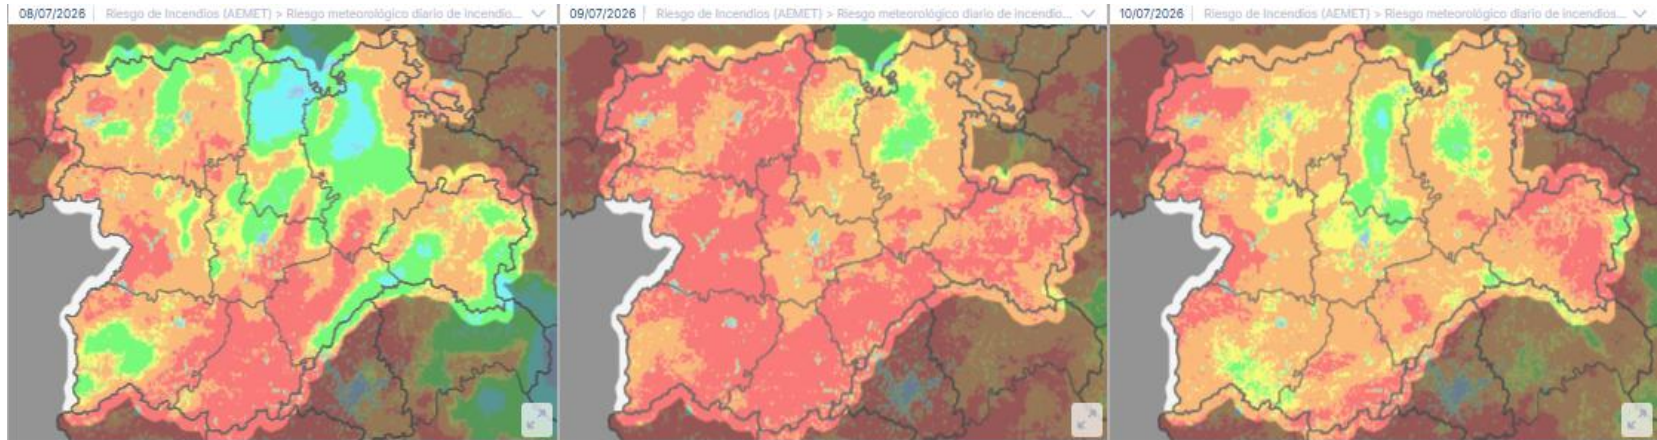 08/07/2026 Riesgo de Incendios (AEMET) > Riesgo meteorológico diario de incendio...
09/07/2026 Riesgo de Incendios (AEMET) > Riesgo meteorológico diario de incendio...
10/07/2026 Riesgo de Incendios (AEMET) > Riesgo meteorológico diario de incendios...